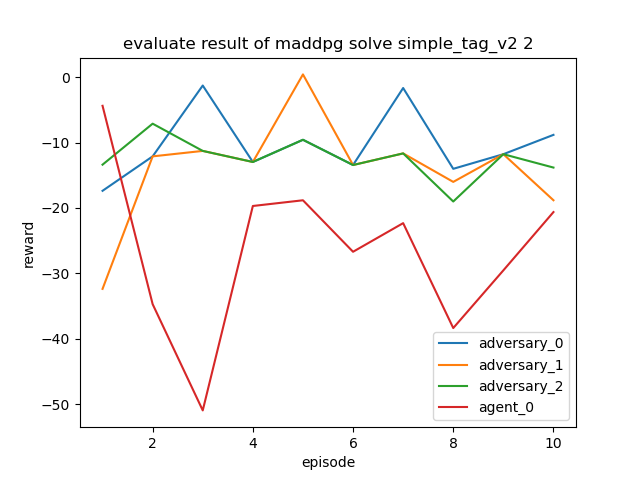 evaluate result of maddpg solve simple_tag_v2 2
0
−10
−20
−30
−40
−50
reward
2
4
6
8
10
episode
adversary_0
adversary_1
adversary_2
agent_0